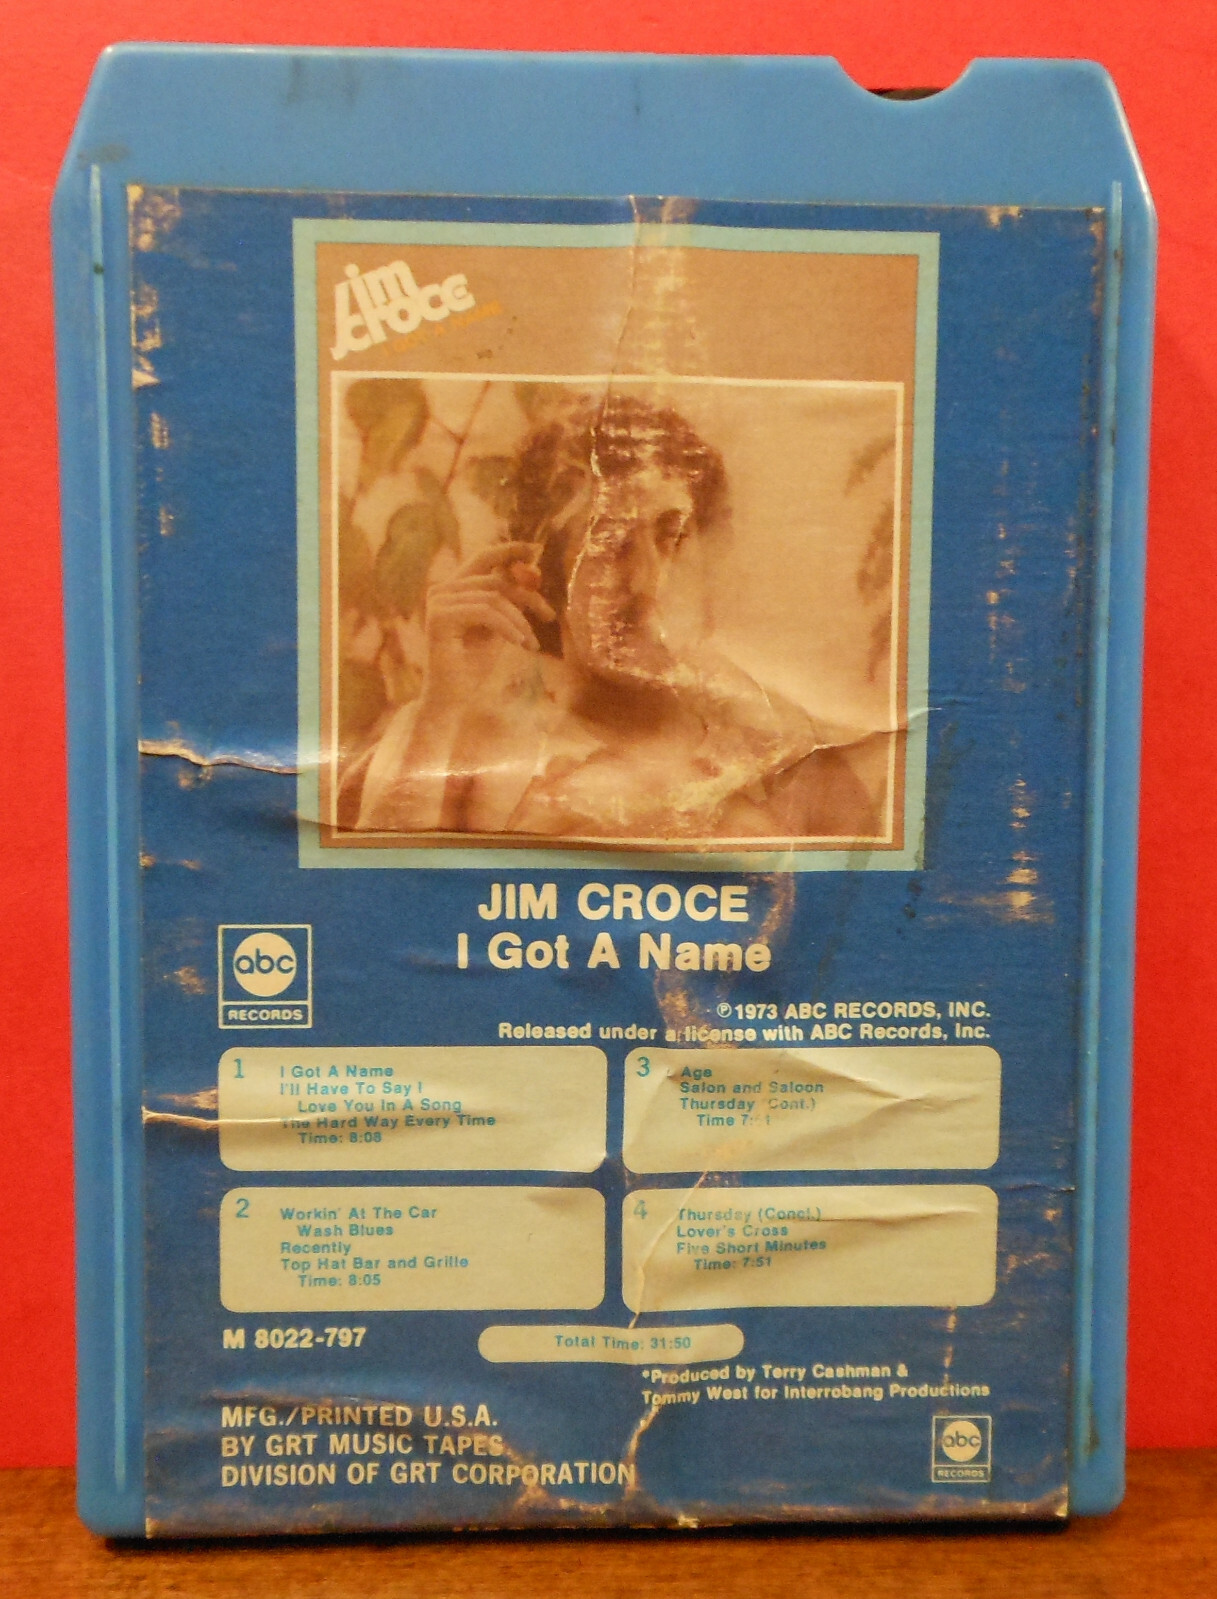 Jim
Croce
JIM CROCE
I Got A Name
abc
RECORDS
℗1973 ABC RECORDS, INC.
Released under a license with ABC Records, Inc.
1
I Got A Name
I'll Have To Say I
Love You In A Song
The Hard Way Every Time
Time: 8:08
2
Workin' At The Car
Wash Blues
Recently
Top Hat Bar and Grille
Time: 8:05
3
Age
Salon and Saloon
Thursday (Cont.)
Time
4
Thursday (Concl.)
Lover's Cross
Five Short Minutes
Time: 7:51
M 8022-797
Total Time: 31:50
*Produced by Terry Cashman &
Tommy West for Interrobang Productions
MFG./PRINTED U.S.A.
BY GRT MUSIC TAPES
DIVISION OF GRT CORPORATION
abc
RECORDS